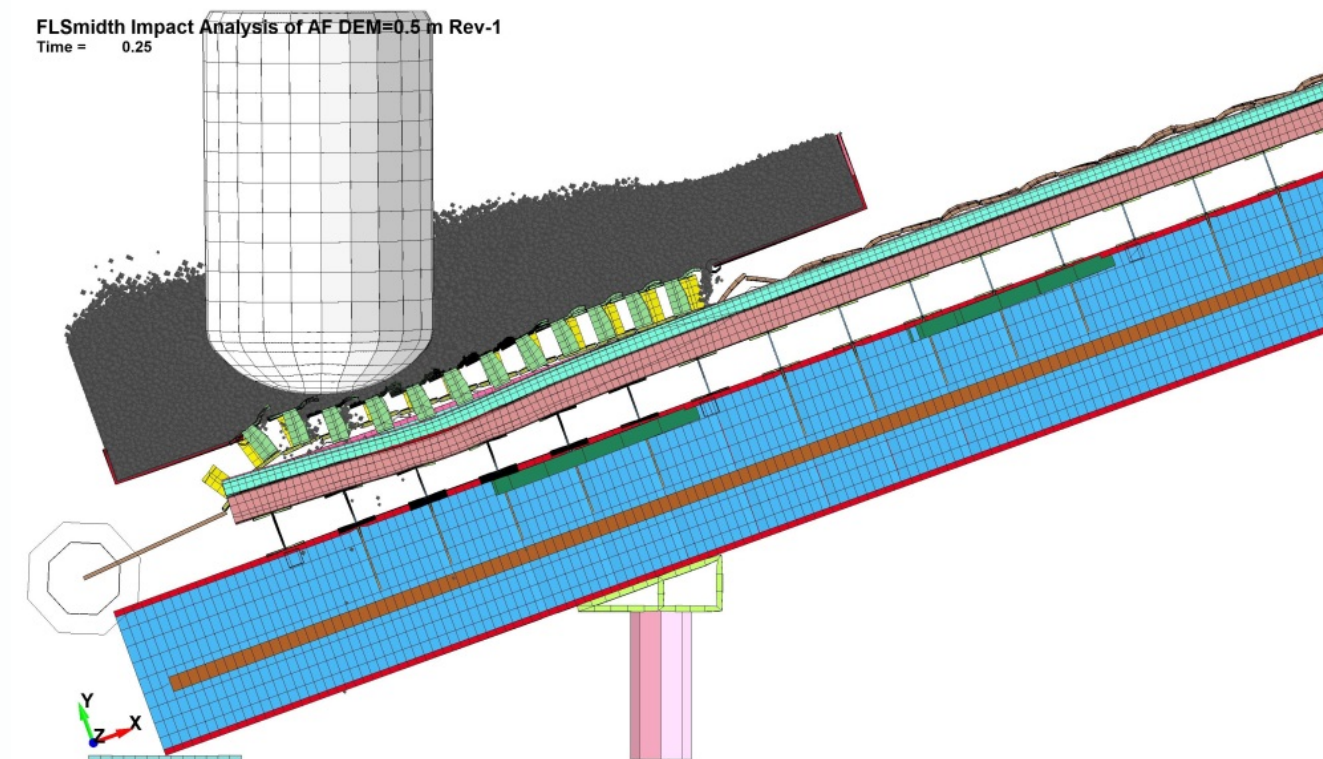 FLSmidth Impact Analysis of AF DEM=0.5 m Rev-1
Time = 0.25
Y
Z X